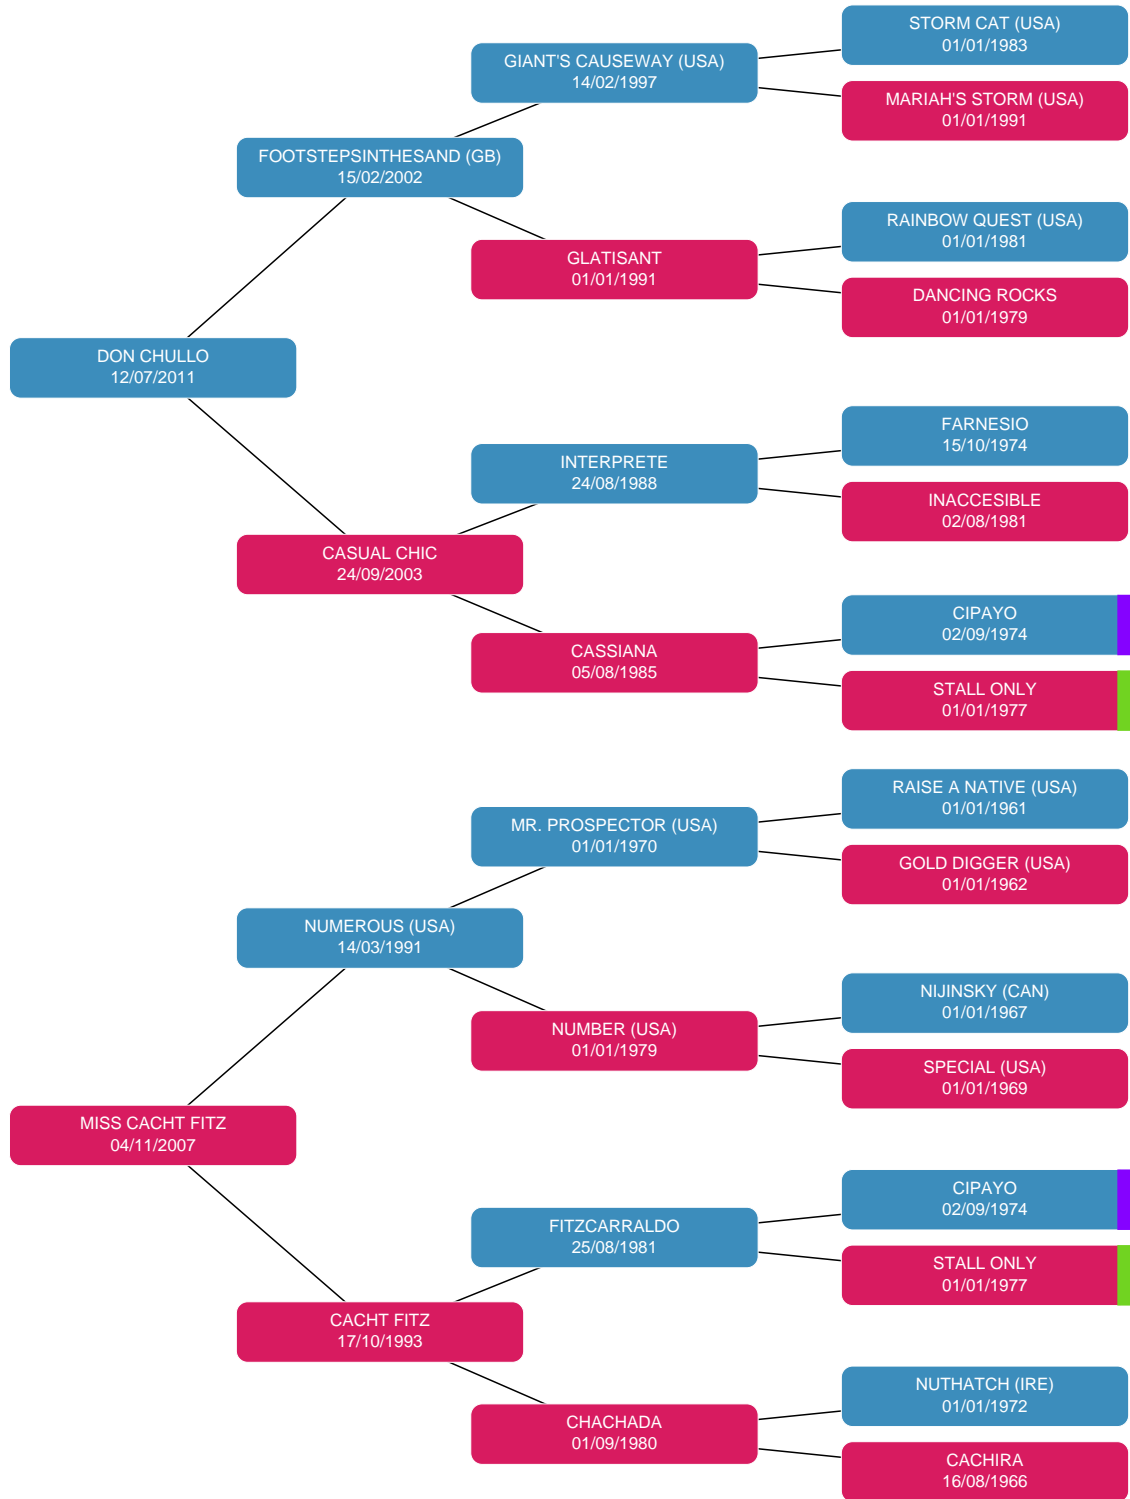 STORM CAT (USA)
01/01/1983
GIANT'S CAUSEWAY (USA)
14/02/1997
MARIAH'S STORM (USA)
01/01/1991
FOOTSTEPSINTHESAND (GB)
15/02/2002
RAINBOW QUEST (USA)
01/01/1981
GLATISANT
01/01/1991
DANCING ROCKS
01/01/1979
DON CHULLO
12/07/2011
FARNESIO
15/10/1974
INTERPRETE
24/08/1988
INACCESIBLE
02/08/1981
CASUAL CHIC
24/09/2003
CIPAYO
02/09/1974
CASSIANA
05/08/1985
STALL ONLY
01/01/1977
RAISE A NATIVE (USA)
01/01/1961
MR. PROSPECTOR (USA)
01/01/1970
GOLD DIGGER (USA)
01/01/1962
NUMEROUS (USA)
14/03/1991
NIJINSKY (CAN)
01/01/1967
NUMBER (USA)
01/01/1979
SPECIAL (USA)
01/01/1969
MISS CACHT FITZ
04/11/2007
CIPAYO
02/09/1974
FITZCARRALDO
25/08/1981
STALL ONLY
01/01/1977
CACHT FITZ
17/10/1993
NUTHATCH (IRE)
01/01/1972
CHACHADA
01/09/1980
CACHIRA
16/08/1966